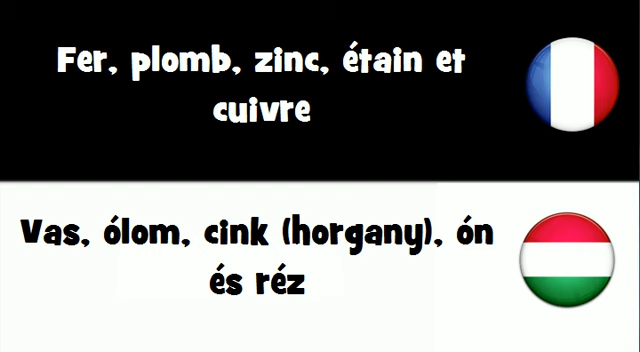 Fer, plomb, zinc, étain et
cuivre
Vas, ólom, cink (horgany), ón
és réz